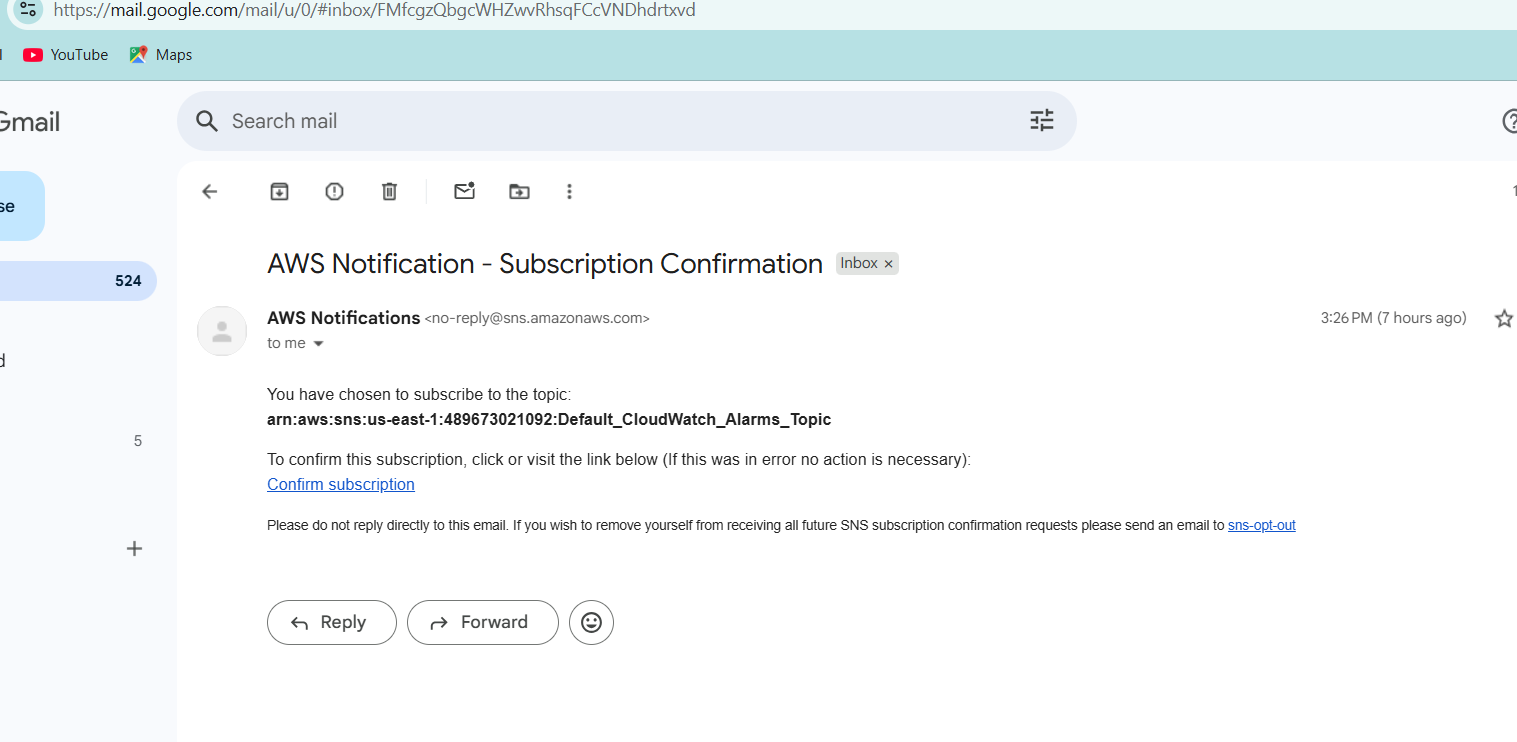 https://mail.google.com/mail/u/0/#inbox/FMfcgzQbgcWHZwvRhsqFCcVNDhdrtxvd
YouTube Maps
Gmail
Search mail
se
524
AWS Notification - Subscription Confirmation Inbox ×
AWS Notifications <no-reply@sns.amazonaws.com> 3:26 PM (7 hours ago)
to me
d
You have chosen to subscribe to the topic:
arn:aws:sns:us-east-1:489673021092:Default_CloudWatch_Alarms_Topic
5
To confirm this subscription, click or visit the link below (If this was in error no action is necessary):
Confirm subscription
Please do not reply directly to this email. If you wish to remove yourself from receiving all future SNS subscription confirmation requests please send an email to sns-opt-out
Reply Forward